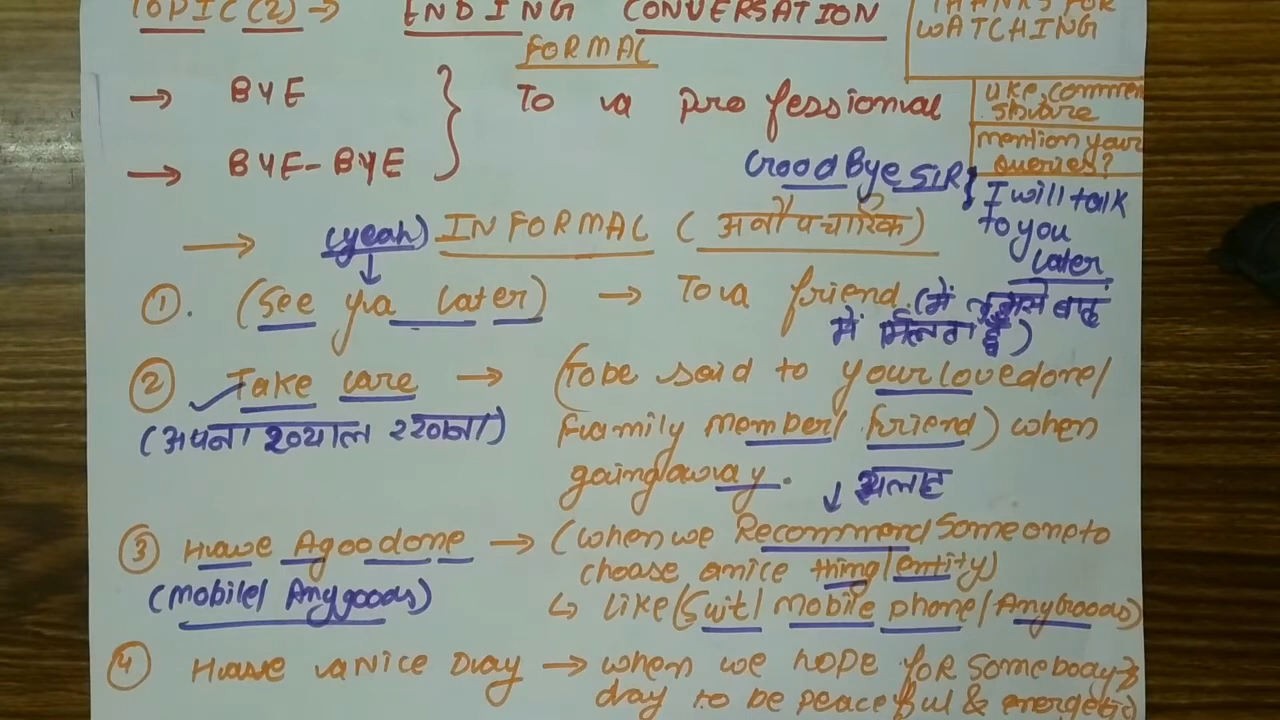 TOPIC (2) → ENDING CONVERSATION
THANKS FOR
WATCHING
FORMAL
→ BYE
→ BYE-BYE
} To a professional
Like, commen
share
mention your
queries?
Good Bye SIR}
I will talk
to you
Later
→ (yeah) INFORMAL (अनौपचारिक)
①. (See ya Later) → To a friend.
(में तुमसे बाद
में मिलता हूँ)
② Take care → (To be said to your loved one/
(अपना ख्याल रखना)
Family Member/ friend) when
going away.
↓ सलाह
③ Have A good one → (when we Recommend Someone to
choose a nice thing/entity)
(Mobile/ Any goods)
↳ Like (Suit/ Mobile phone/ Any Goods)
④ Have a Nice Day → when we hope for somebody's
day to be peaceful & energetic